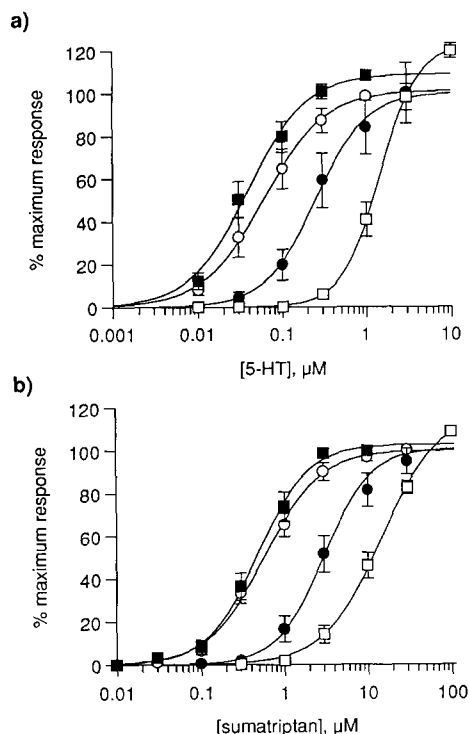 a)
120
100
80
60
40
20
0
% maximum response
0.001 0.01 0.1 1 10
[5-HT], µM
b)
120
100
80
60
40
20
0
% maximum response
0.01 0.1 1 10 100
[sumatriptan], µM